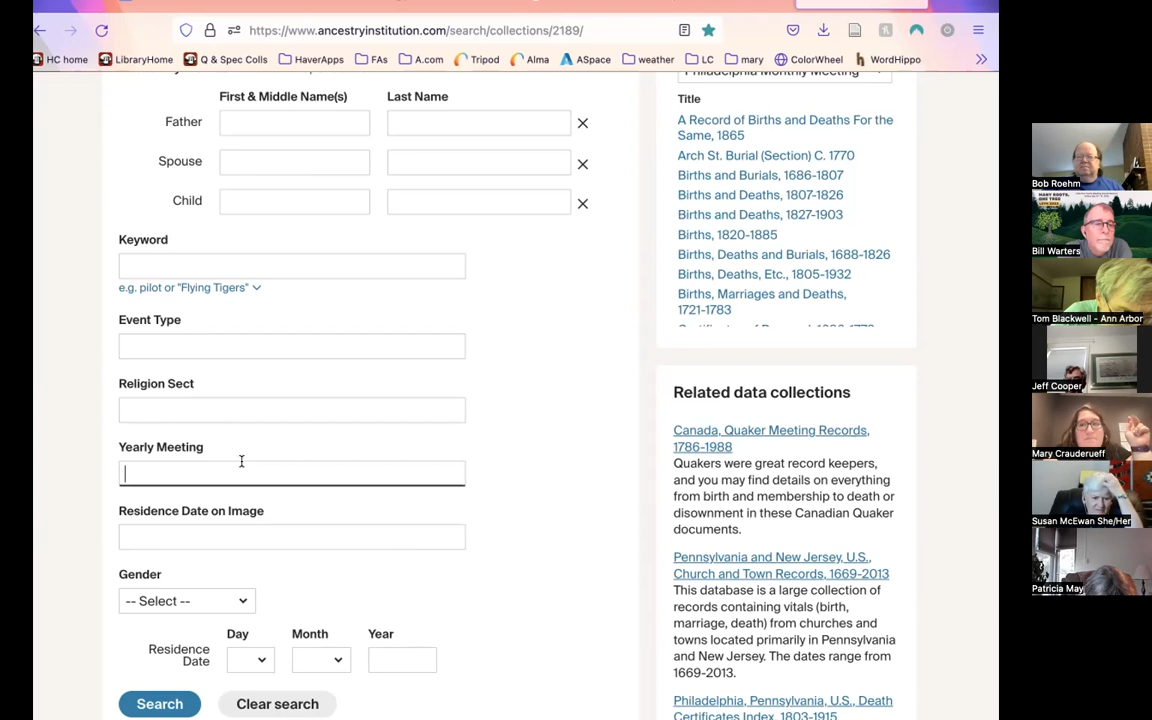 https://www.ancestryinstitution.com/search/collections/2189/
HC home LibraryHome Q & Spec Colls HaverApps FAs A.com Tripod Alma ASpace weather LC mary ColorWheel WordHippo
First & Middle Name(s) Last Name
Father
Spouse
Child
Keyword
e.g. pilot or "Flying Tigers"
Event Type
Religion Sect
Yearly Meeting
Residence Date on Image
Gender
-- Select --
Day Month Year
Residence
Date
Search Clear search
Philadelphia Monthly Meeting
Title
A Record of Births and Deaths For the
Same, 1865
Arch St. Burial (Section) C. 1770
Births and Burials, 1686-1807
Births and Deaths, 1807-1826
Births and Deaths, 1827-1903
Births, 1820-1885
Births, Deaths and Burials, 1688-1826
Births, Deaths, Etc., 1805-1932
Births, Marriages and Deaths,
1721-1783
Related data collections
Canada, Quaker Meeting Records,
1786-1988
Quakers were great record keepers,
and you may find details on everything
from birth and membership to death or
disownment in these Canadian Quaker
documents.
Pennsylvania and New Jersey, U.S.,
Church and Town Records, 1669-2013
This database is a large collection of
records containing vitals (birth,
marriage, death) from churches and
towns located primarily in Pennsylvania
and New Jersey. The dates range from
1669-2013.
Philadelphia, Pennsylvania, U.S., Death
Certificates Index, 1803-1915
Bob Roehm
MANY ROOTS,
ONE TREE
Bill Warters
Tom Blackwell - Ann Arbor
Jeff Cooper
Mary Crauderueff
Susan McEwan She/Her
Patricia May